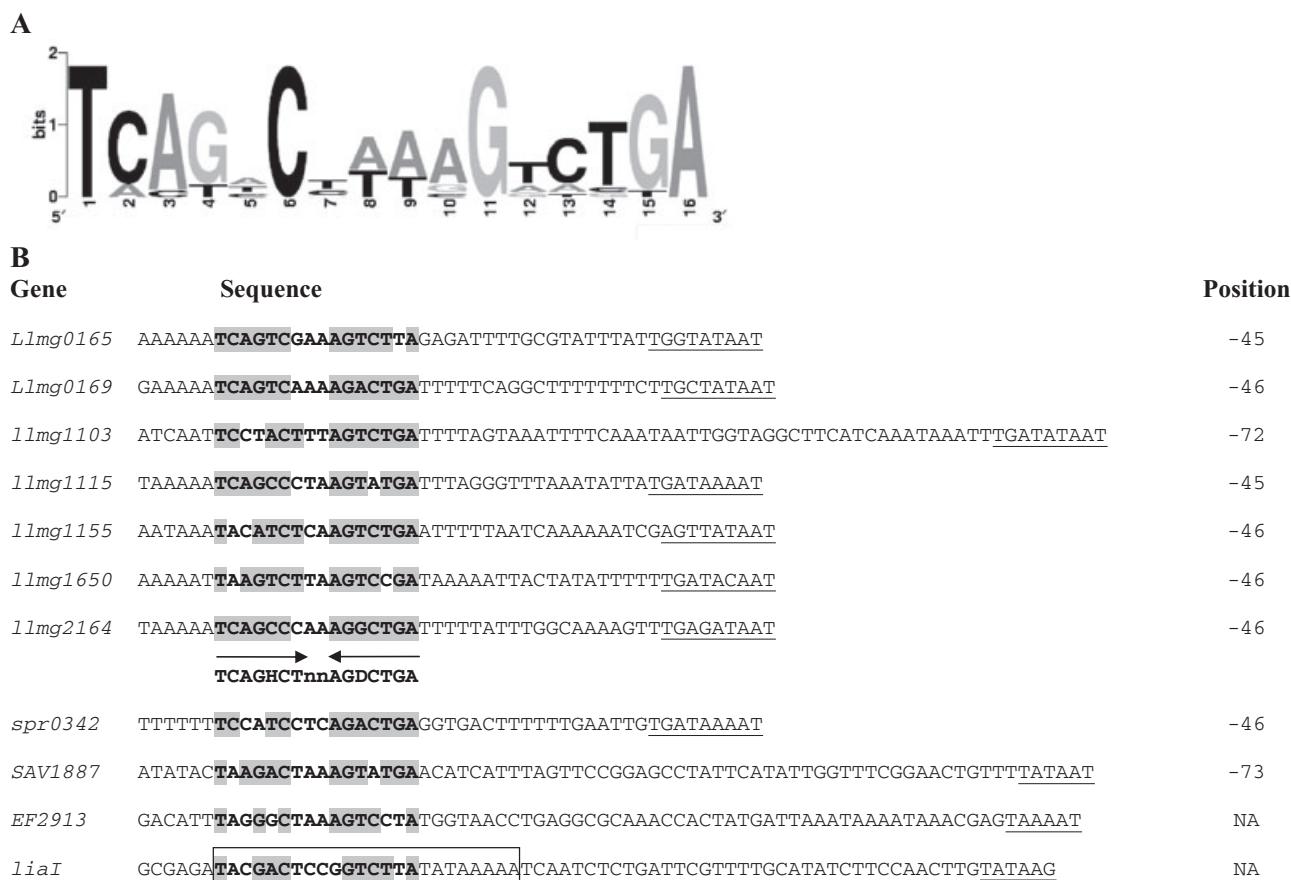 A
2
bits
1
0
TCAGACTAAAGTCTGA
5′ 1 2 3 4 5 6 7 8 9 10 11 12 13 14 15 16 3′
B
Gene Sequence Position
Llmg0165 AAAAAATCAGTCGAAAGTCTTAGAGATTTTGCGTATTTATTGGTATAAT -45
Llmg0169 GAAAAATCAGTCAAAAGACTGATTTTTCAGGCTTTTTTTCTTGCTATAAT -46
llmg1103 ATCAATTCCTACTTTAGTCTGATTTTAGTAAATTTTCAAATAATTGGTAGGCTTCATCAAATAAATTTGATATAAT -72
llmg1115 TAAAAATCAGCCCTAAGTATGATTTAGGGTTTAAATATTATGATAAAAT -45
llmg1155 AATAAATACATCTCAAGTCTGAATTTTTAATCAAAAAATCGAGTTATAAT -46
llmg1650 AAAAATTAAGTCTTAAGTCCGATAAAAATTACTATATTTTTTGATACAAT -46
llmg2164 TAAAAATCAGCCCAAAGGCTGATTTTTATTTGGCAAAAGTTTGAGATAAT -46
TCAGHCTnnAGDCTGA
spr0342 TTTTTTTCCATCCTCAGACTGAGGTGACTTTTTTGAATTGTGATAAAAT -46
SAV1887 ATATACTAAGACTAAAGTATGAACATCATTTAGTTCCGGAGCCTATTCATATTGGTTTCGGAACTGTTTTATAAT -73
EF2913 GACATTTAGGGCTAAAGTCCTATGGTAACCTGAGGCGCAAACCACTATGATTAAATAAAATAAACGAGTAAAAT NA
liaI GCGAGATACGACTCCGGTCTTATATAAAAATCAATCTCTGATTCGTTTTGCATATCTTCCAACTTGTATAAG NA